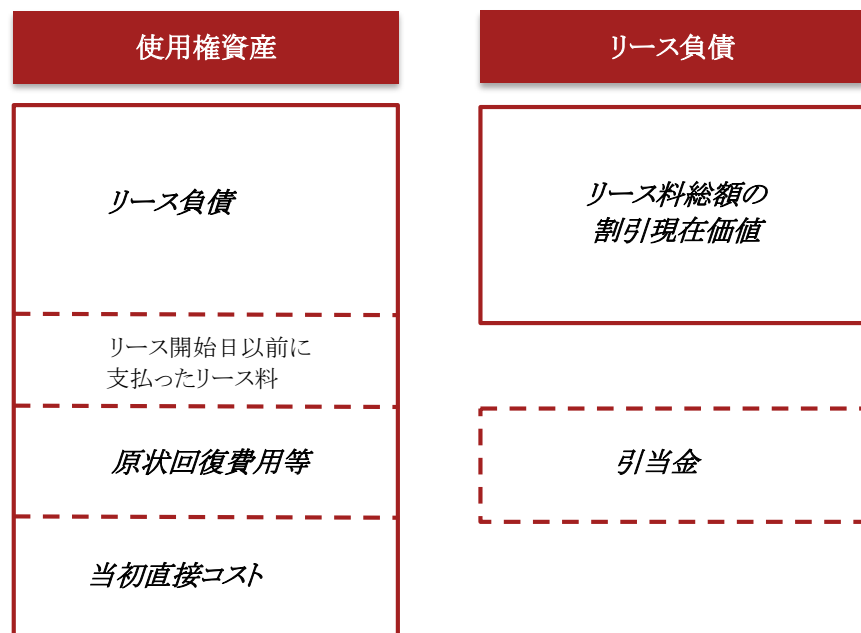 使用権資産
リース負債
リース負債
リース開始日以前に
支払ったリース料
原状回復費用等
当初直接コスト
リース料総額の
割引現在価値
引当金